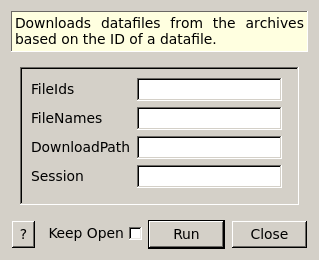 Downloads datafiles from the archives
based on the ID of a datafile.
FileIds
FileNames
DownloadPath
Session
? Keep Open Run Close